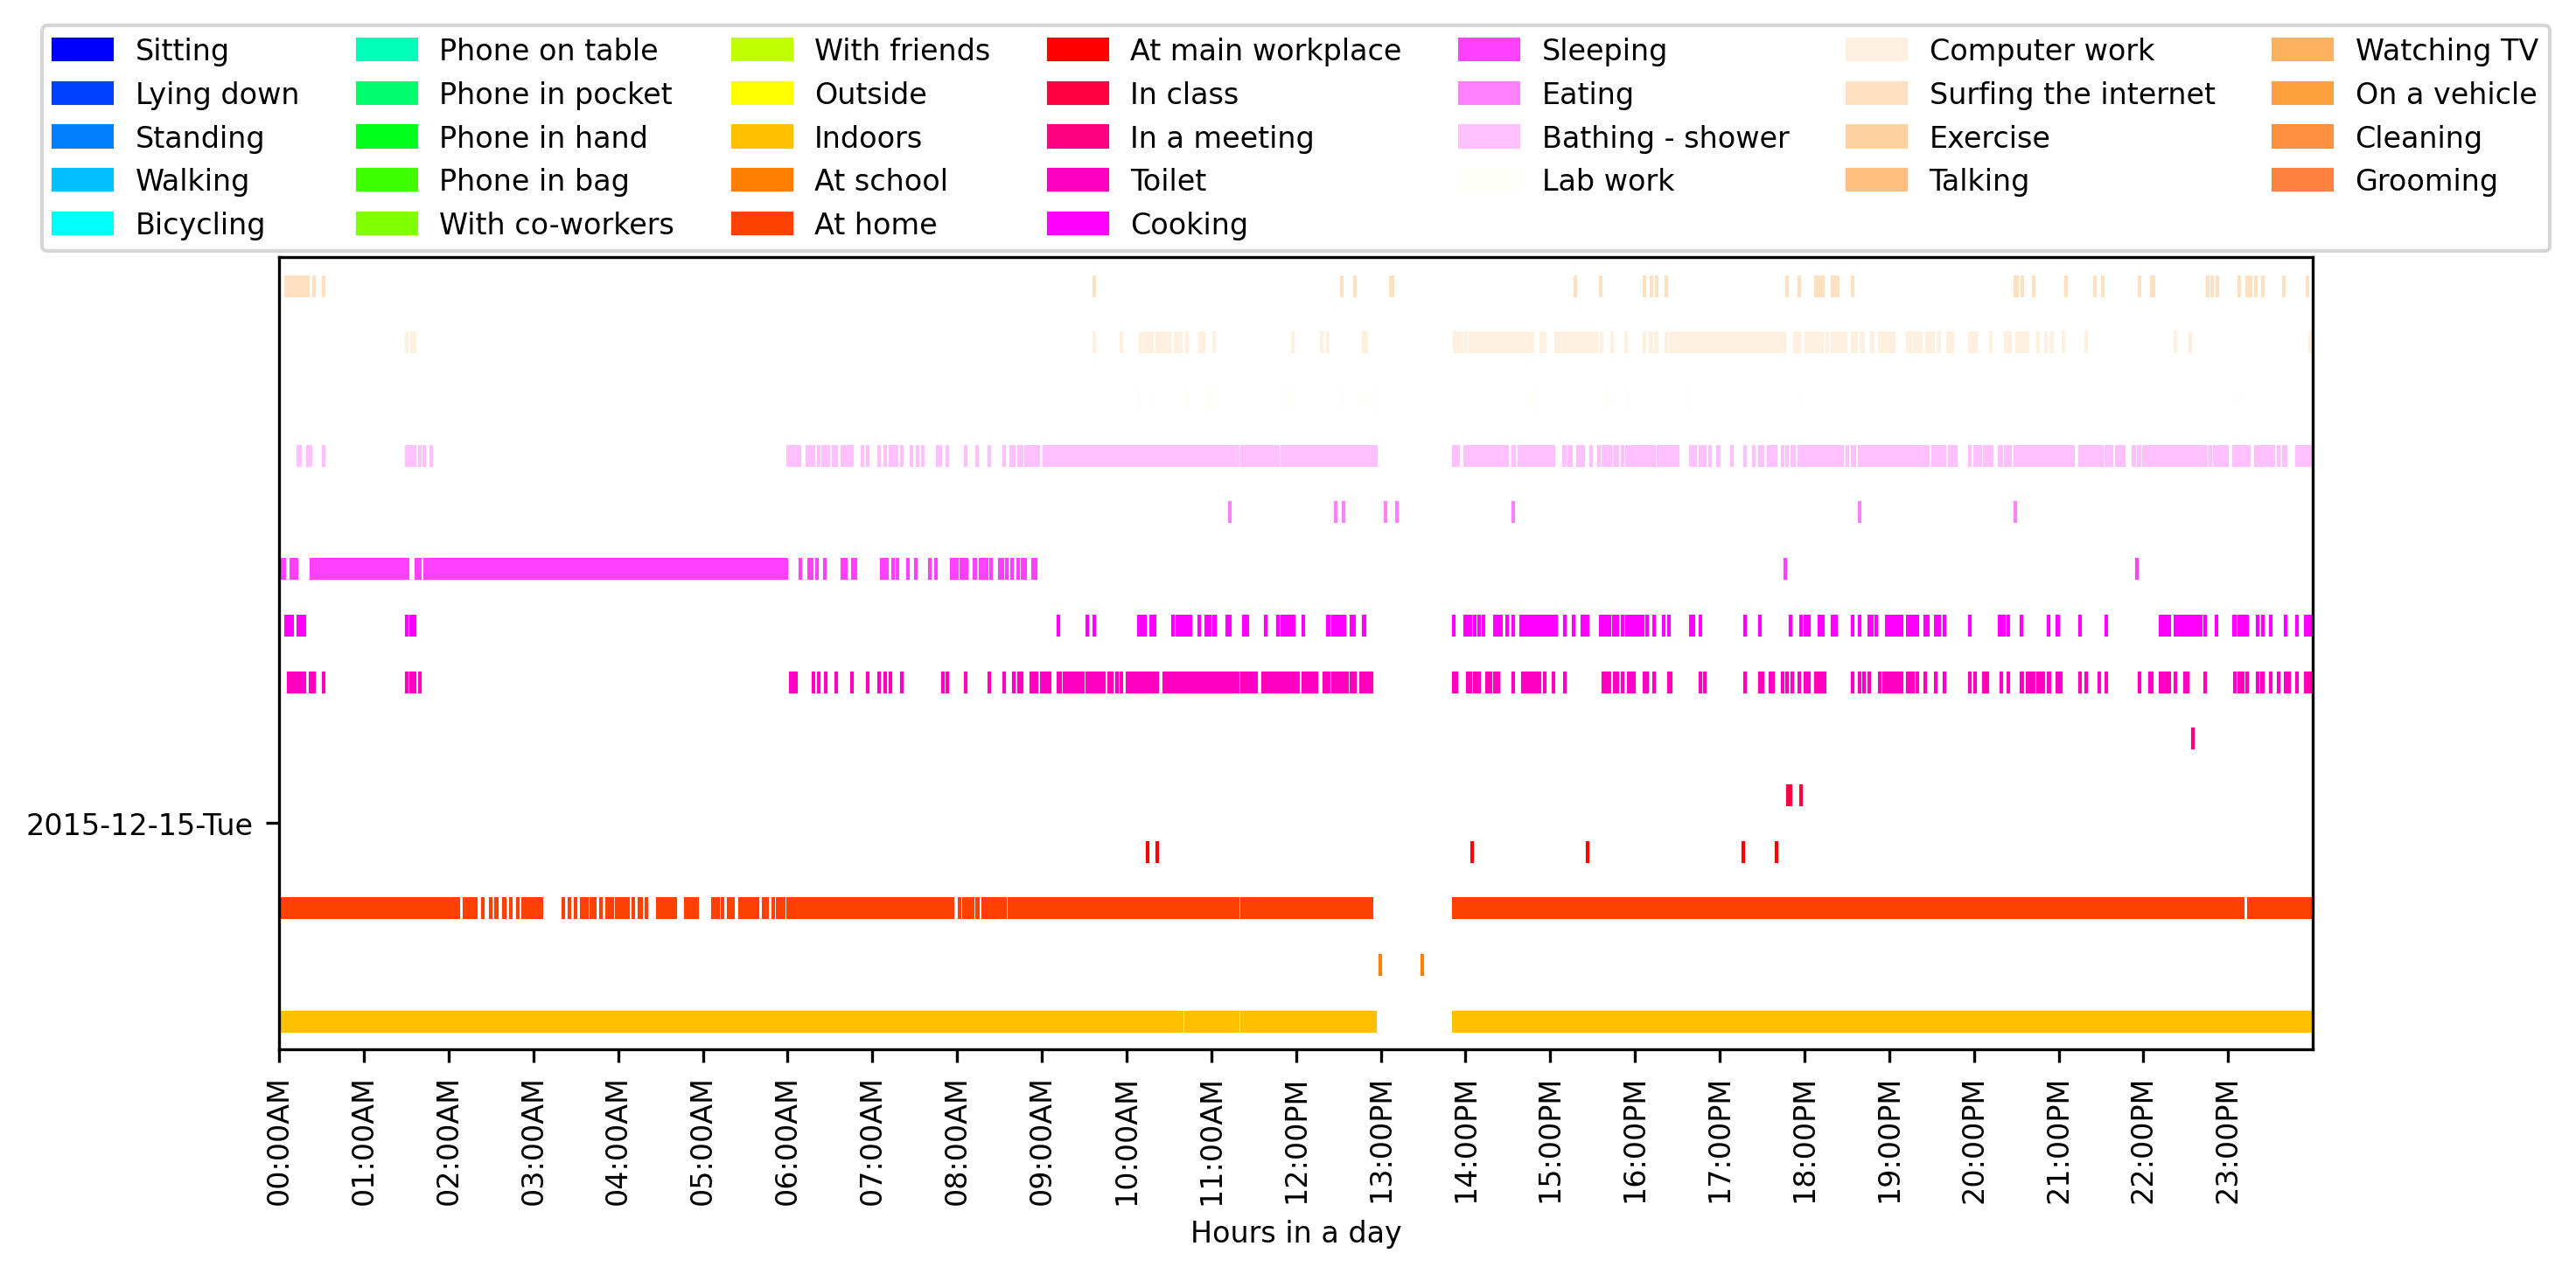 Sitting
Lying down
Standing
Walking
Bicycling
Phone on table
Phone in pocket
Phone in hand
Phone in bag
With co-workers
With friends
Outside
Indoors
At school
At home
At main workplace
In class
In a meeting
Toilet
Cooking
Sleeping
Eating
Bathing - shower
Lab work
Computer work
Surfing the internet
Exercise
Talking
Watching TV
On a vehicle
Cleaning
Grooming
2015-12-15-Tue
00:00AM
01:00AM
02:00AM
03:00AM
04:00AM
05:00AM
06:00AM
07:00AM
08:00AM
09:00AM
10:00AM
11:00AM
12:00PM
13:00PM
14:00PM
15:00PM
16:00PM
17:00PM
18:00PM
19:00PM
20:00PM
21:00PM
22:00PM
23:00PM
Hours in a day